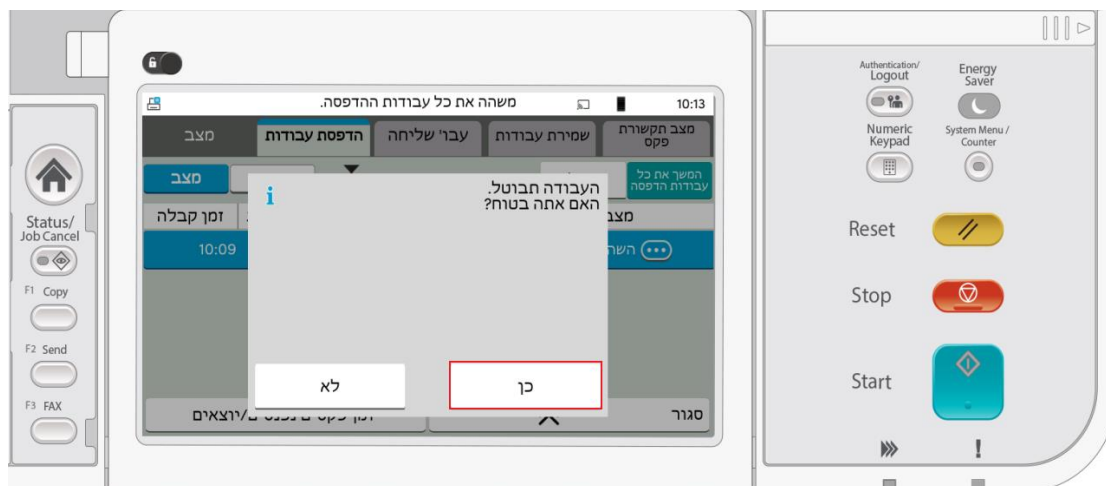 משהה את כל עבודות ההדפסה.
10:13
מצב
הדפסת עבודות
עבר' שליחה
שמירת עבודות
מצב תקשורת
פקס
מצב
המשך את כל
עבודות הדפסה
העבודה תבוטל.
האם אתה בטוח?
זמן קבלה
10:09
לא
כן
סגור
Status/
Job Cancel
F1 Copy
F2 Send
F3 FAX
Authentication/
Logout
Energy
Saver
Numeric
Keypad
System Menu /
Counter
Reset
Stop
Start